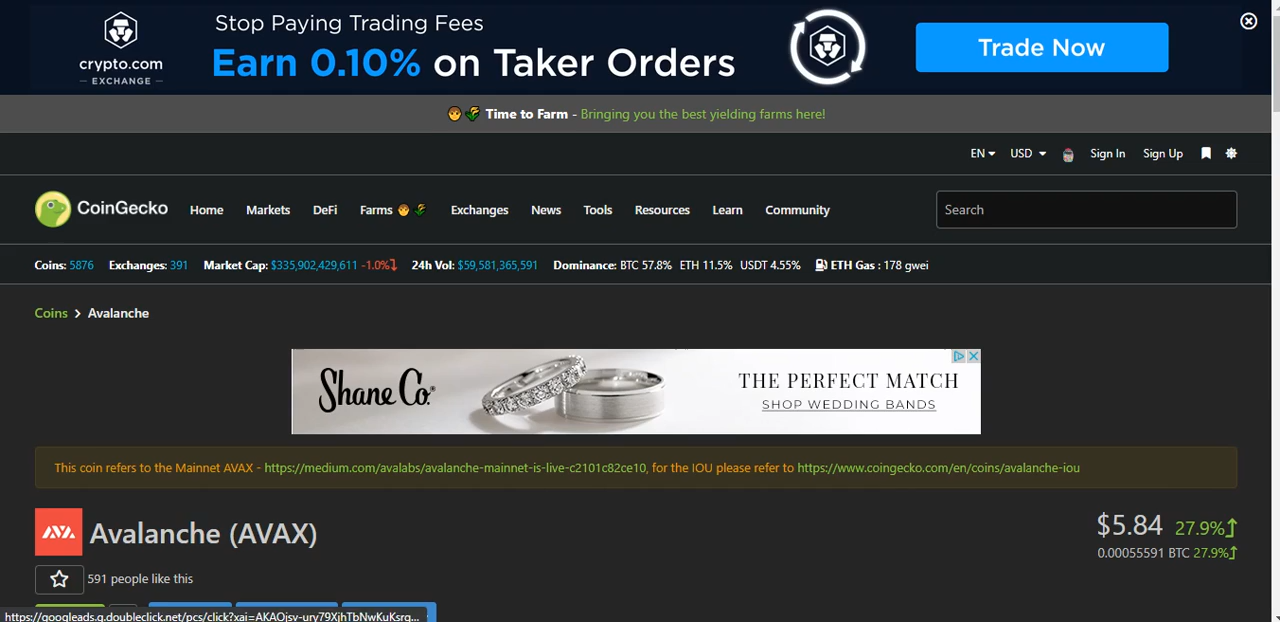 Stop Paying Trading Fees
crypto.com
EXCHANGE
Earn 0.10% on Taker Orders
Trade Now
Time to Farm - Bringing you the best yielding farms here!
EN USD Sign In Sign Up
CoinGecko Home Markets DeFi Farms Exchanges News Tools Resources Learn Community Search
Coins: 5876 Exchanges: 391 Market Cap: $335,902,429,611 -1.0% 24h Vol: $59,581,365,591 Dominance: BTC 57.8% ETH 11.5% USDT 4.55% ETH Gas : 178 gwei
Coins > Avalanche
Shane Co.®
THE PERFECT MATCH
SHOP WEDDING BANDS
This coin refers to the Mainnet AVAX - https://medium.com/avalabs/avalanche-mainnet-is-live-c2101c82ce10, for the IOU please refer to https://www.coingecko.com/en/coins/avalanche-iou
Avalanche (AVAX)
$5.84 27.9%
0.00055591 BTC 27.9%
591 people like this